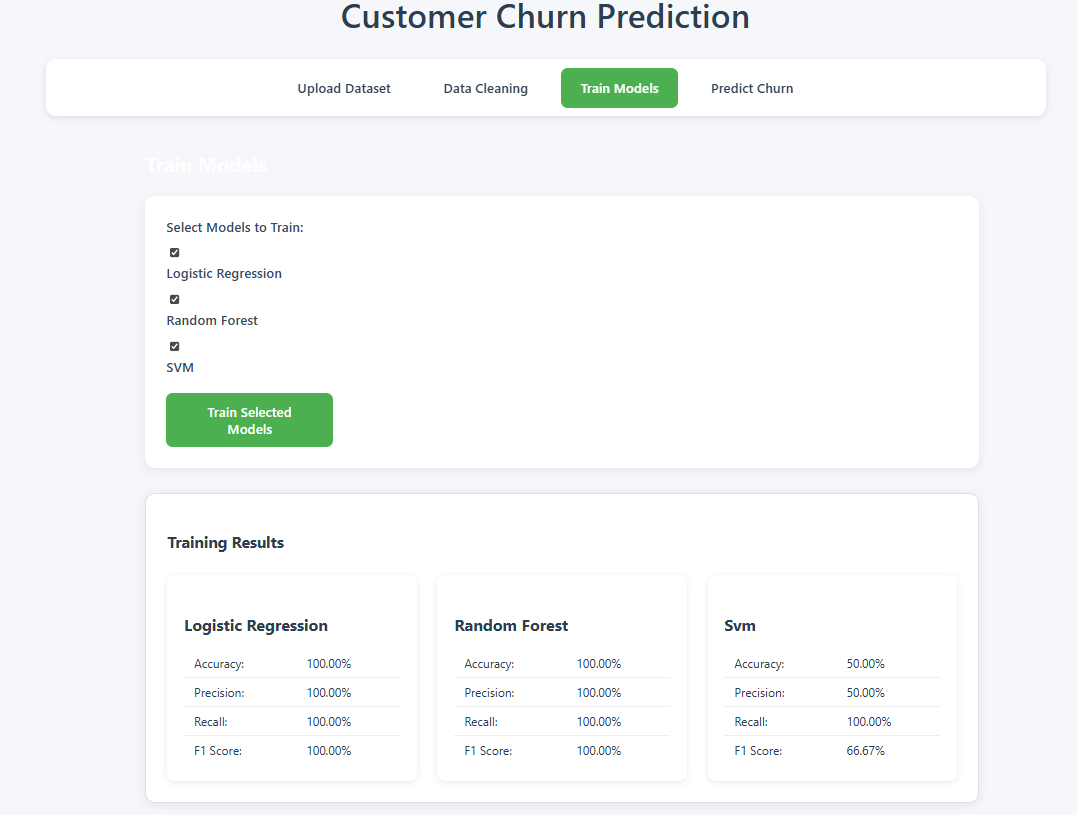 Customer Churn Prediction
Upload Dataset Data Cleaning Train Models Predict Churn
Train Models
Select Models to Train:
Logistic Regression
Random Forest
SVM
Train Selected
Models
Training Results
Logistic Regression
Accuracy: 100.00%
Precision: 100.00%
Recall: 100.00%
F1 Score: 100.00%
Random Forest
Accuracy: 100.00%
Precision: 100.00%
Recall: 100.00%
F1 Score: 100.00%
Svm
Accuracy: 50.00%
Precision: 50.00%
Recall: 100.00%
F1 Score: 66.67%